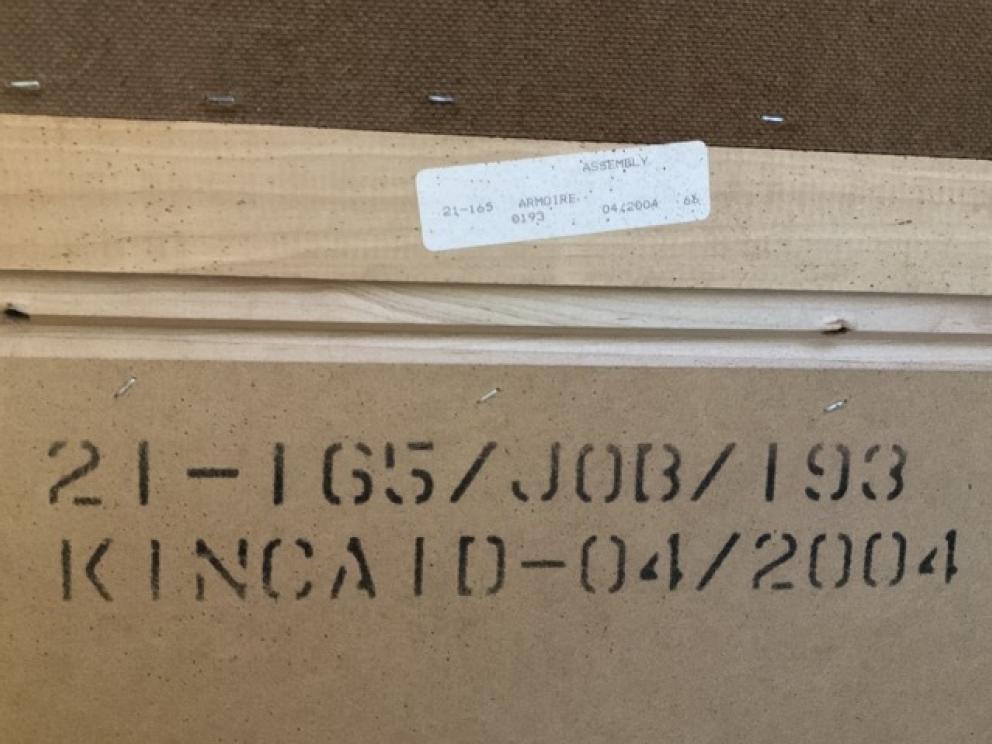 ASSEMBLY
21-165 ARMOIRE
0193 04/2004
21-165/JOB/193
KINCAID-04/2004